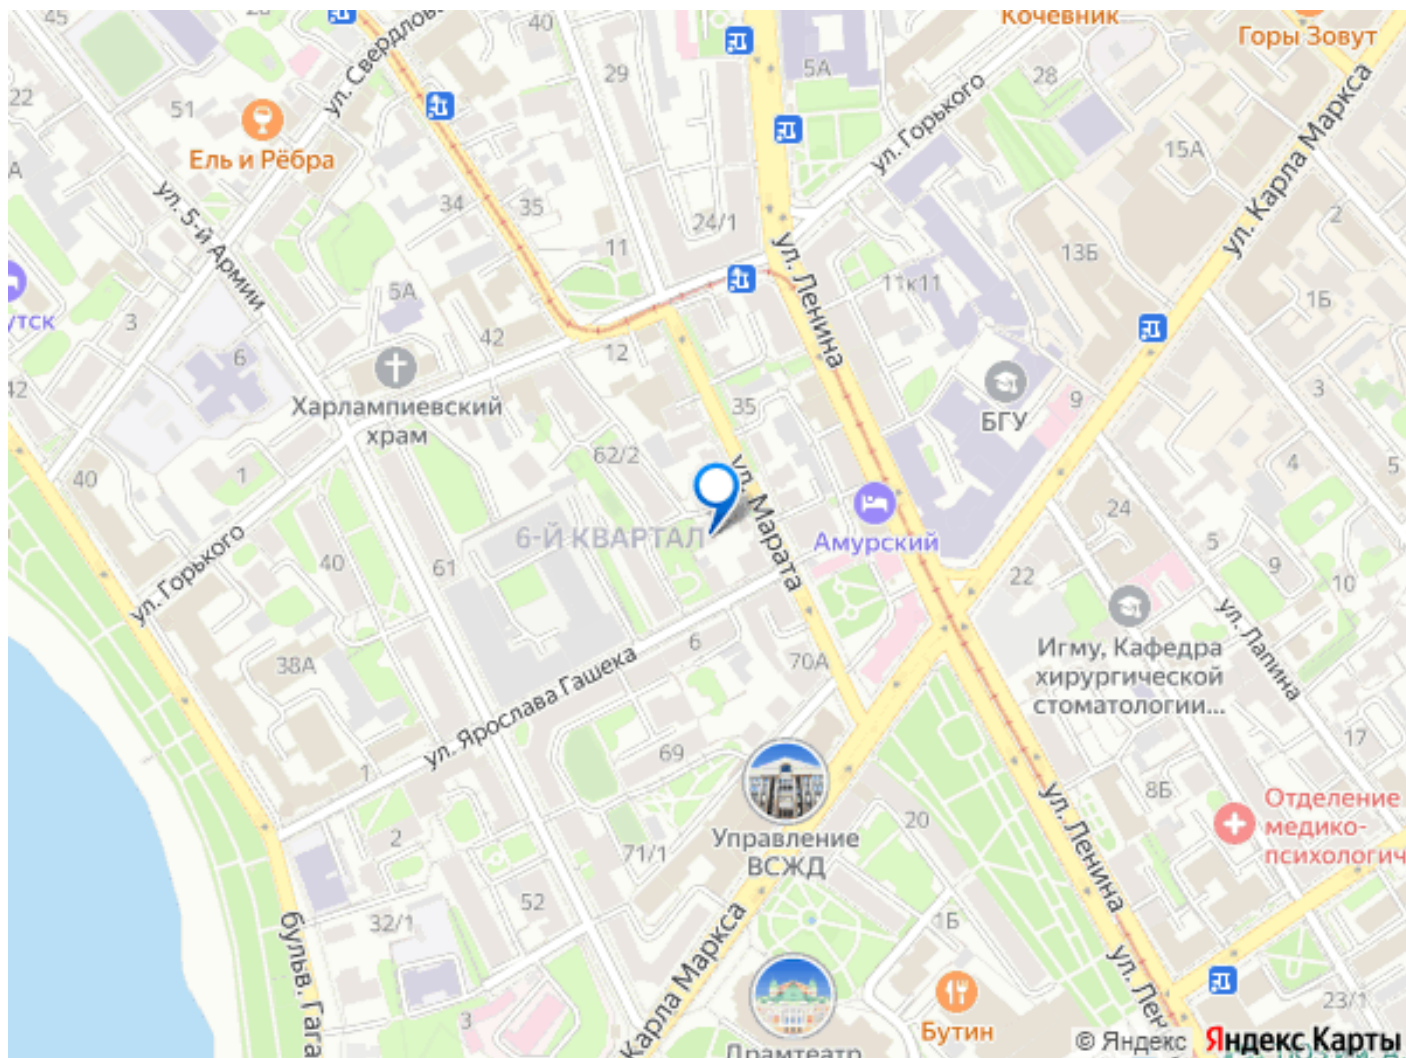 Кочевник
Горы Зовут
40
ул. Свердлова
29
5А
28
22
51
Ель и Рёбра
ул. Горького
15А
ул. Карла Маркса
А
ул. 5-й Армии
34
35
24/1
2
11
ул. Ленина
13Б
5А
11к11
1Б
утск
3
42
12
6
42
Харлампиевский
храм
35
БГУ
9
3
62/2
ул. Марата
4
5
40
1
24
6-Й КВАРТАЛ
Амурский
5
ул. Горького
40
61
22
9
10
6
Игму, Кафедра
хирургической
стоматологии...
ул. Лапина
38А
70А
ул. Ярослава Гашека
69
17
1
8Б
ул. Ленина
Отделение
медико-
психологич
20
Управление
ВСЖД
2
71/1
52
32/1
1Б
бульв. Гага
Карла Маркса
ул. Лен
3
23/1
Бутин
Драмтеатр
© Яндекс Яндекс Карты